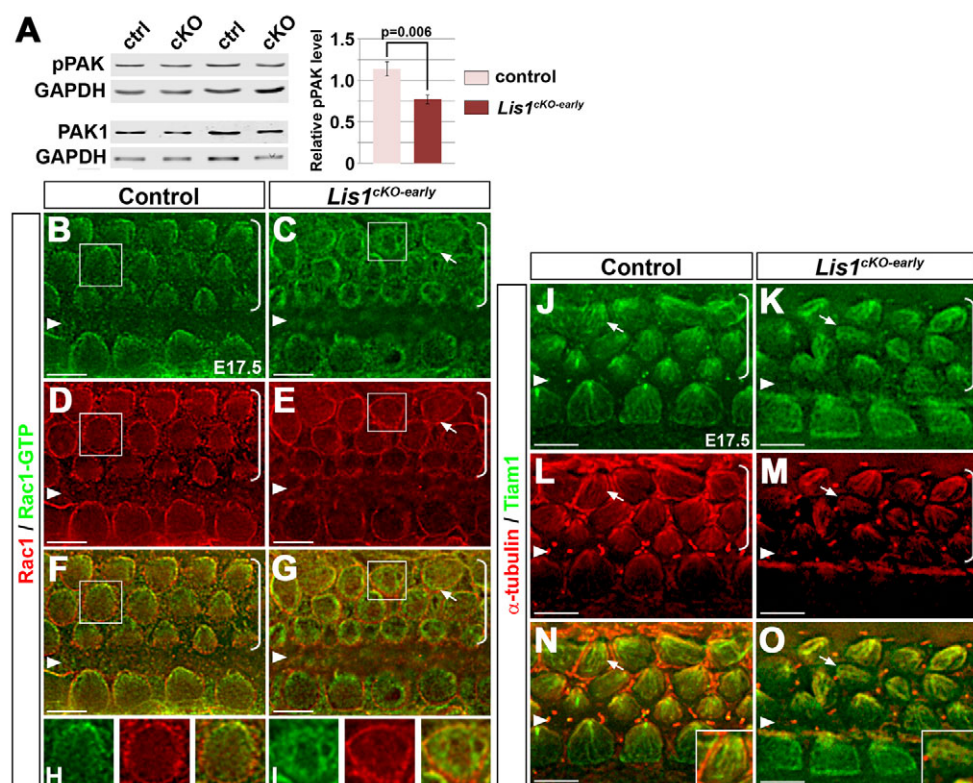 A
ctrl cKO ctrl cKO
pPAK
GAPDH
PAK1
GAPDH
p=0.006
1.5
1.0
0.5
0
Relative pPAK level
control
Lis1cKO-early
Control
Lis1cKO-early
Rac1 / Rac1-GTP
B
E17.5
C
D
E
F
G
H
I
Control
Lis1cKO-early
α-tubulin / Tiam1
J
E17.5
K
L
M
N
O